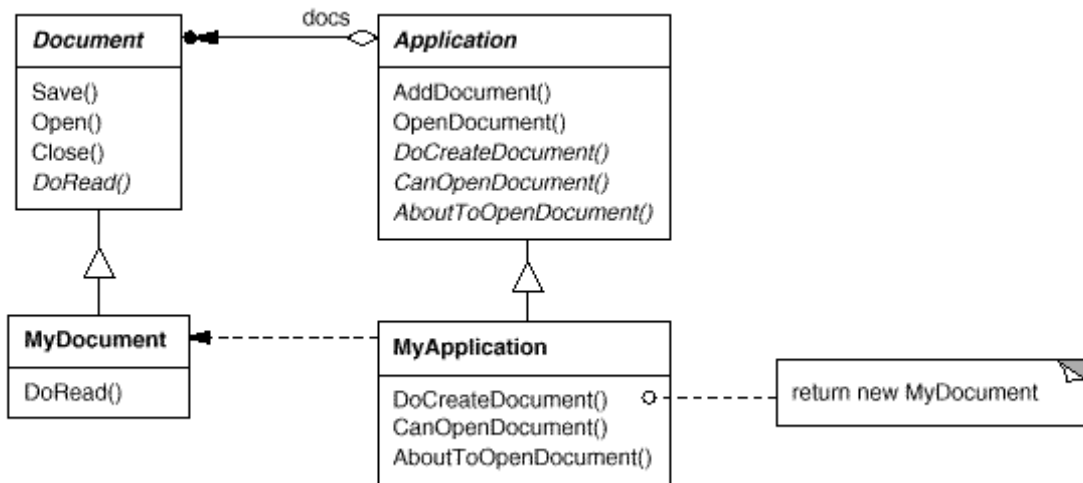 docs
Document
Save()
Open()
Close()
DoRead()
Application
AddDocument()
OpenDocument()
DoCreateDocument()
CanOpenDocument()
AboutToOpenDocument()
MyDocument
DoRead()
MyApplication
DoCreateDocument()
CanOpenDocument()
AboutToOpenDocument()
return new MyDocument